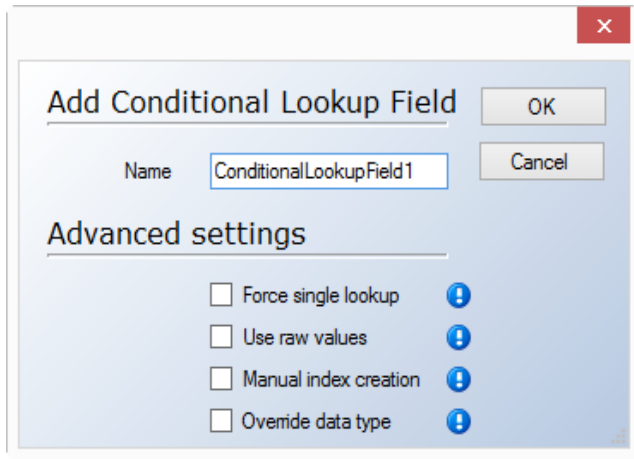 Add Conditional Lookup Field
OK
Name
ConditionalLookupField1
Cancel
Advanced settings
Force single lookup
Use raw values
Manual index creation
Override data type